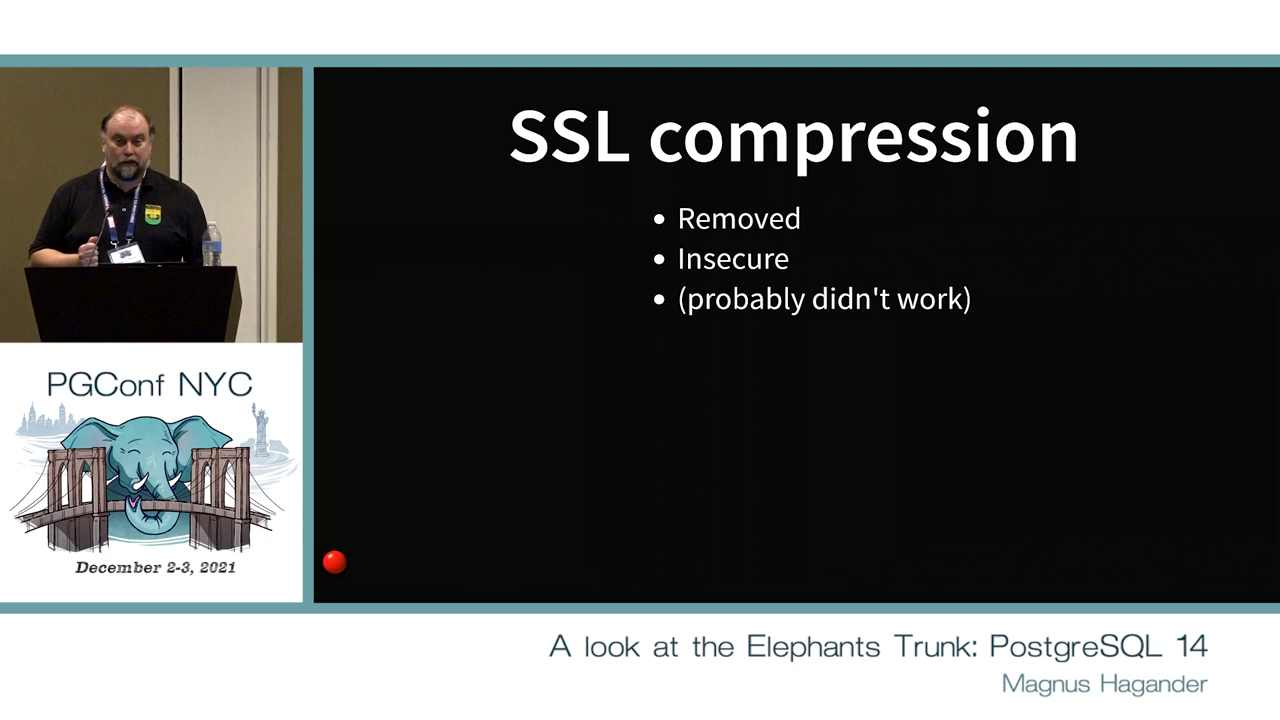 SSL compression
Removed
Insecure
(probably didn't work)
PGConf NYC
December 2-3, 2021
A look at the Elephants Trunk: PostgreSQL 14
Magnus Hagander